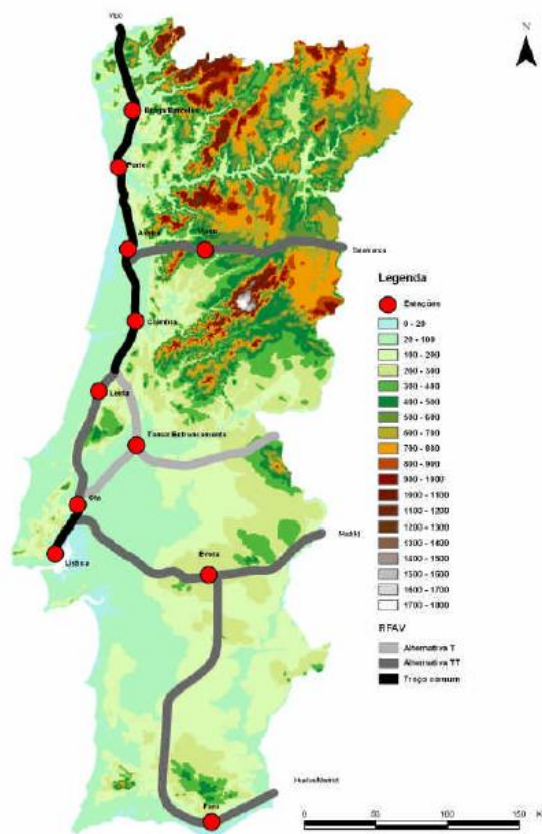 Vigo
Braga/Barcelos
Porto
Aveiro
Viseu
Salamanca
Coimbra
Leiria
Tomar/Entroncamento
Ota
Lisboa
Évora
Madrid
Faro
Huelva/Madrid
N
Legenda
Estações
0 - 20
20 - 100
100 - 200
200 - 300
300 - 400
400 - 500
500 - 600
600 - 700
700 - 800
800 - 900
900 - 1000
1000 - 1100
1100 - 1200
1200 - 1300
1300 - 1400
1400 - 1500
1500 - 1600
1600 - 1700
1700 - 1800
RFAV
Alternativa T
Alternativa TT
Troço comum
0 50 100 150